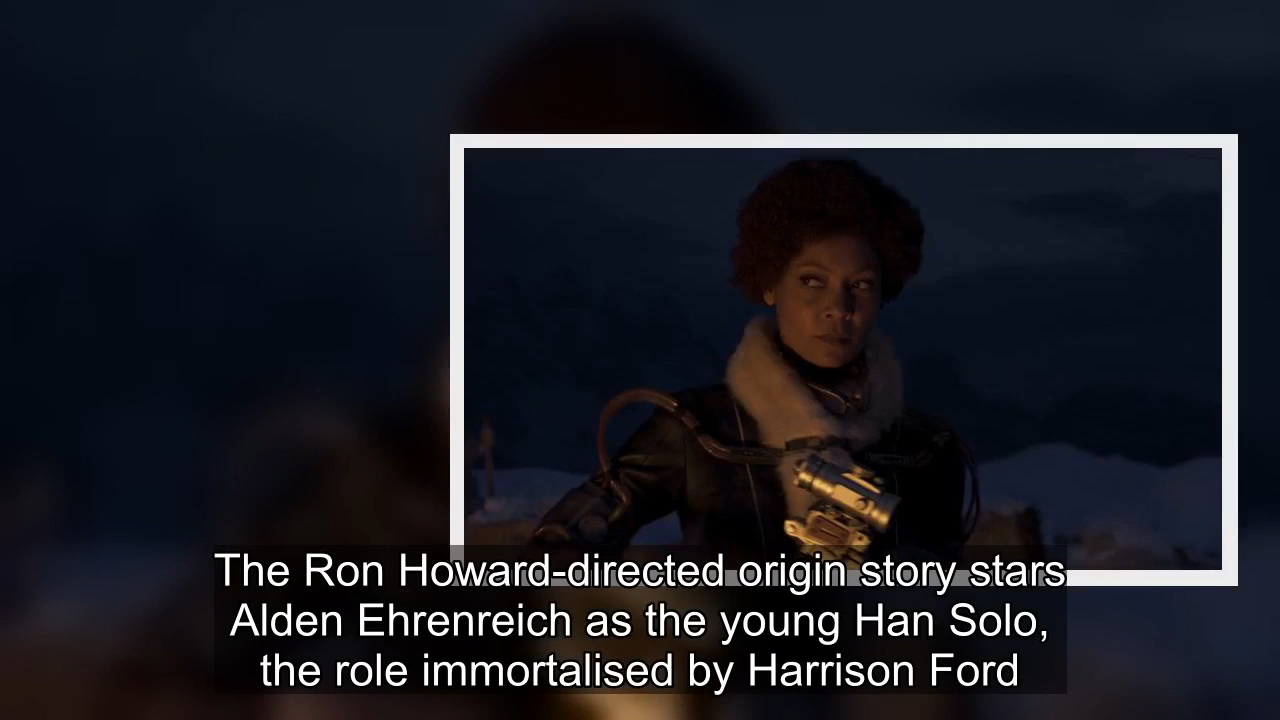 The Ron Howard-directed origin story stars
Alden Ehrenreich as the young Han Solo,
the role immortalised by Harrison Ford